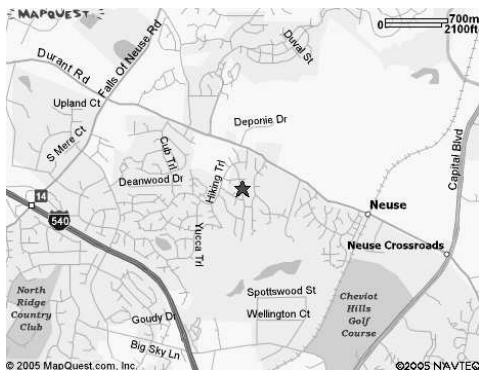 MAPQUEST
0 700m
2100ft
Duval St
Durant Rd
Falls Of Neuse Rd
Upland Ct
Deponie Dr
S Mere Ct
Cub Trl
Hiking Trl
Deanwood Dr
Capital Blvd
14
540
Neuse
Yucca Trl
Neuse Crossroads
North
Ridge
Country
Club
Spottswood St
Cheviot
Hills
Golf
Course
Wellington Ct
Goudy Dr
Big Sky Ln
© 2005 MapQuest.com, Inc.
©2005 NAVTEQ